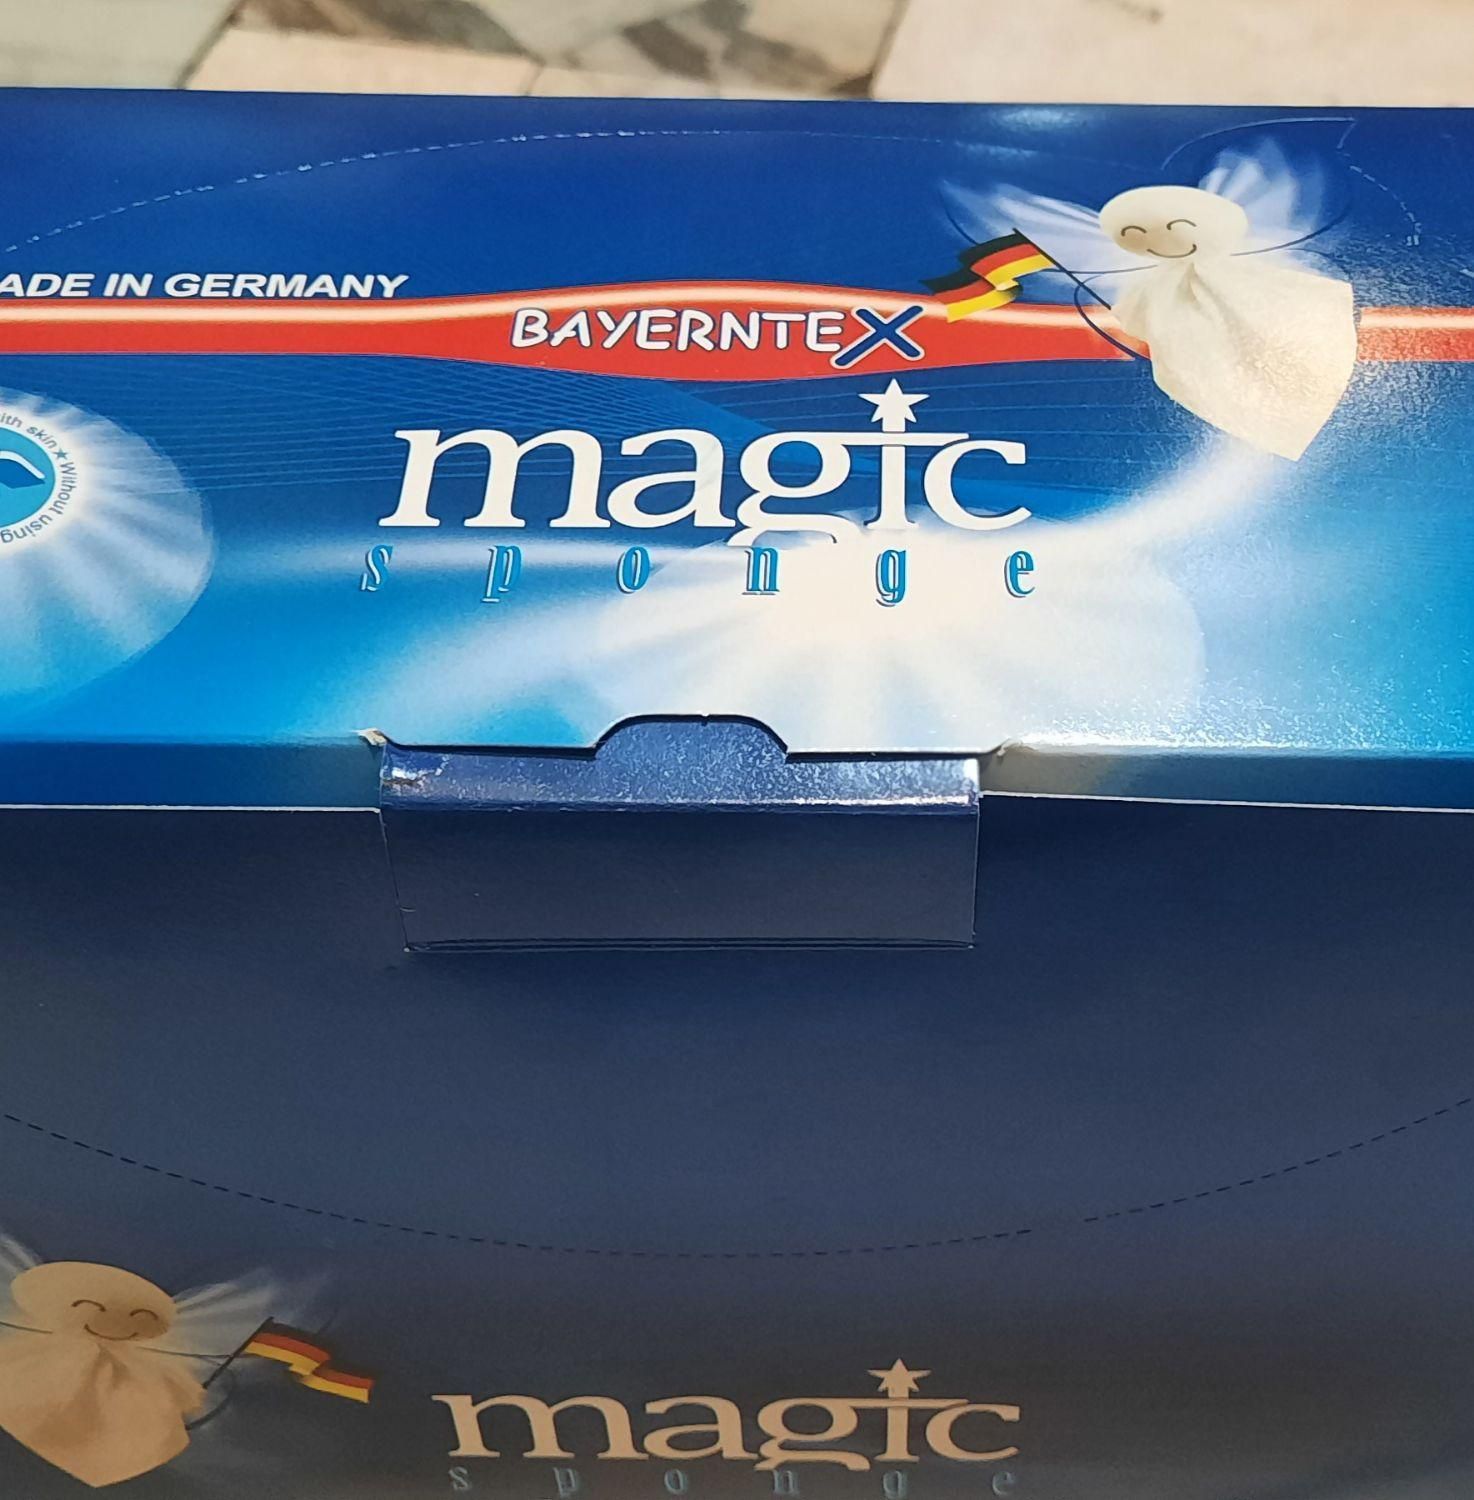 ADE IN GERMANY
BAYERNTEX
magic
sponge
ith skin★Without using
magic
sponge